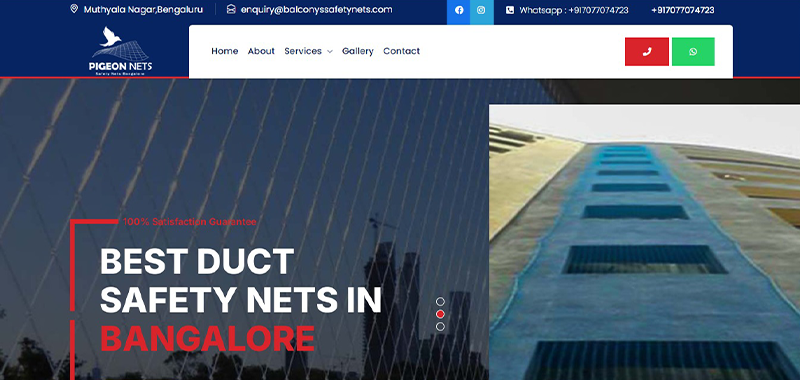 Muthyala Nagar,Bengaluru
enquiry@balconyssafetynets.com
Whatsapp : +917077074723
+917077074723
PIGEON NETS
Safety Nets Bangalore
Home
About
Services
Gallery
Contact
100% Satisfaction Guarantee
BEST DUCT
SAFETY NETS IN
BANGALORE